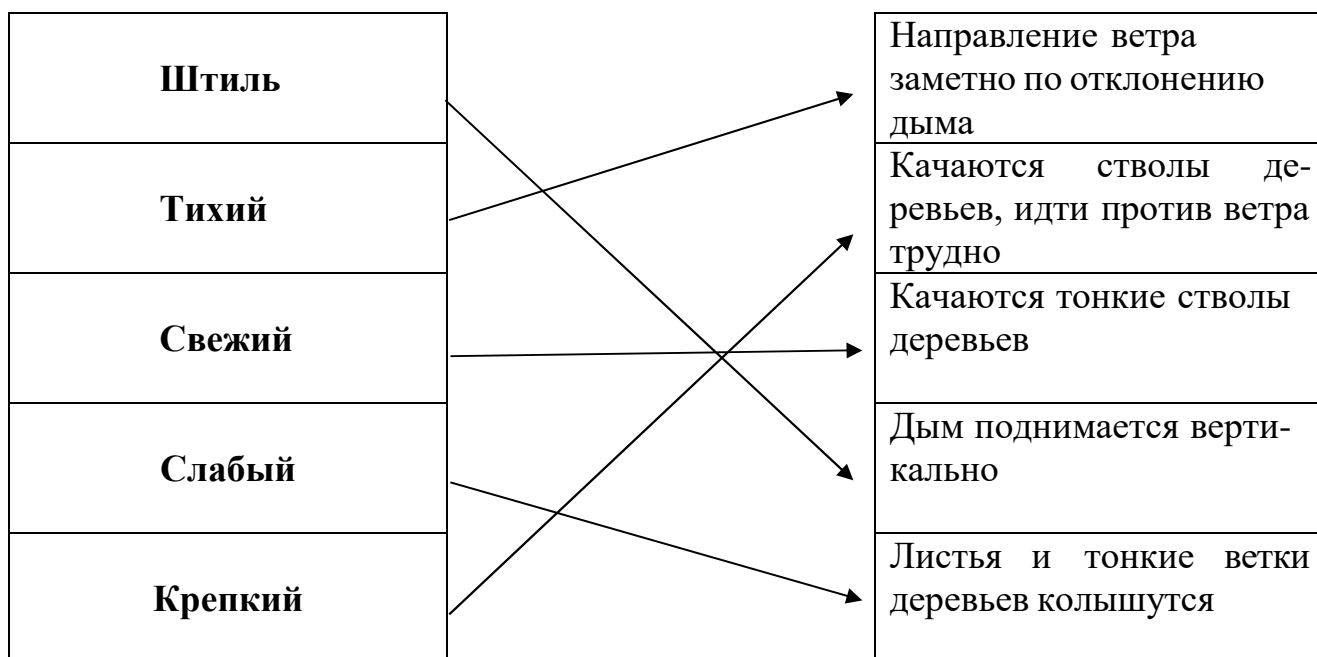 Штиль
Тихий
Свежий
Слабый
Крепкий
Направление ветра
заметно по отклонению
дыма
Качаются стволы де-
ревьев, идти против ветра
трудно
Качаются тонкие стволы
деревьев
Дым поднимается верти-
кально
Листья и тонкие ветки
деревьев колышутся